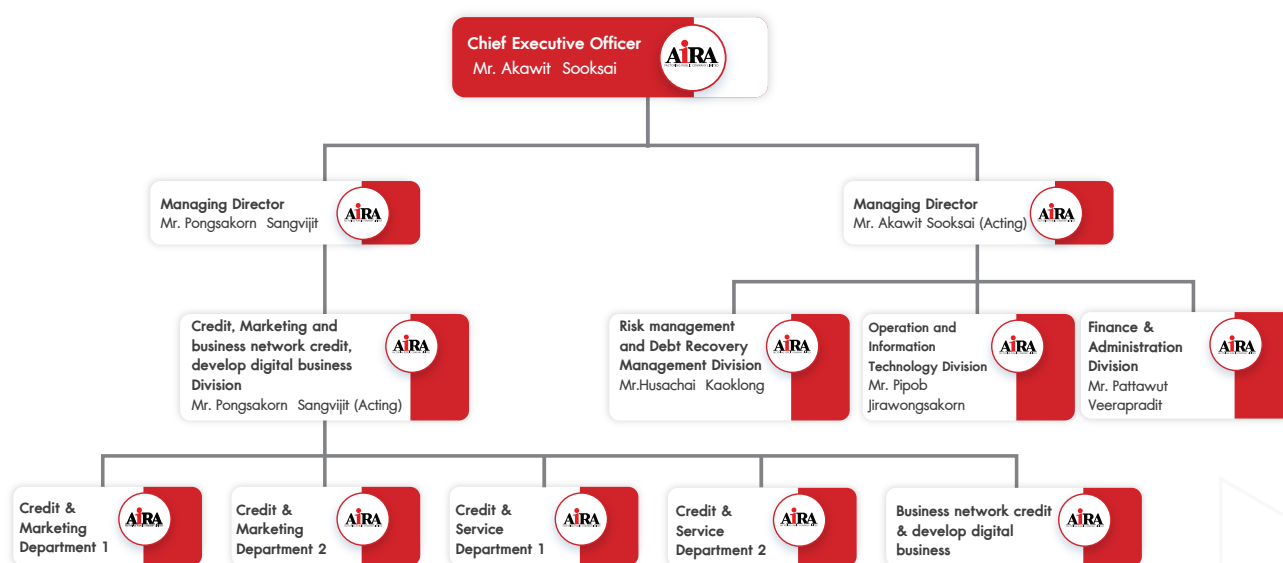 Chief Executive Officer
Mr. Akawit Sooksai
AiRA
Managing Director
Mr. Pongsakorn Sangvijit
AiRA
Managing Director
Mr. Akawit Sooksai (Acting)
AiRA
Credit, Marketing and
business network credit,
develop digital business
Division
Mr. Pongsakorn Sangvijit (Acting)
AiRA
Risk management
and Debt Recovery
Management Division
Mr.Husachai Kaoklong
AiRA
Operation and
Information
Technology Division
Mr. Pipob
Jirawongsakorn
AiRA
Finance &
Administration
Division
Mr. Pattawut
Veerapradit
AiRA
Credit &
Marketing
Department 1
AiRA
Credit &
Marketing
Department 2
AiRA
Credit &
Service
Department 1
AiRA
Credit &
Service
Department 2
AiRA
Business network credit
& develop digital
business
AiRA